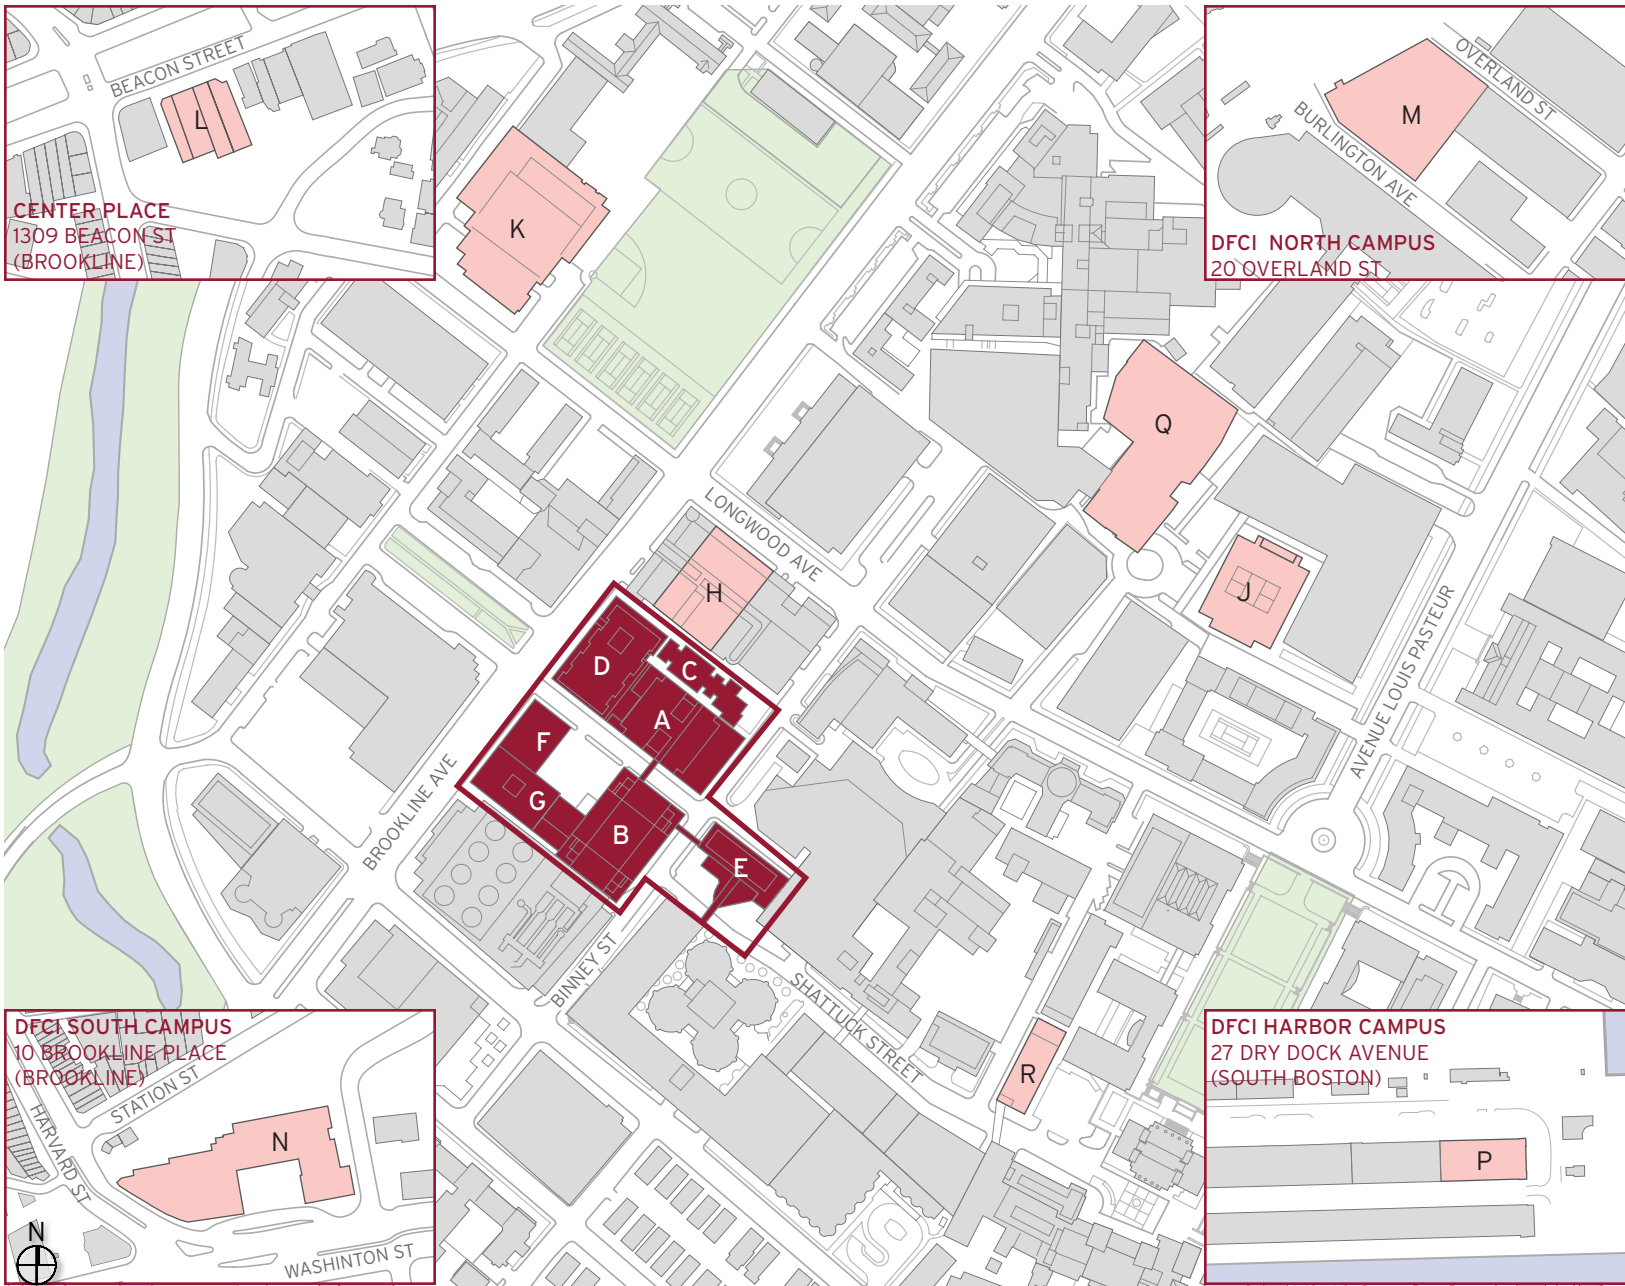 BEACON STREET
L
CENTER PLACE
1309 BEACON ST
(BROOKLINE)
K
OVERLAND ST
M
BURLINGTON AVE
DFCI NORTH CAMPUS
20 OVERLAND ST
Q
LONGWOOD AVE
H
J
AVENUE LOUIS PASTEUR
D
C
A
F
G
B
E
BROOKLINE AVE
BINNEY ST
SHATTUCK STREET
R
DFCI SOUTH CAMPUS
10 BROOKLINE PLACE
(BROOKLINE)
STATION ST
HARVARD ST
N
N
WASHINTON ST
DFCI HARBOR CAMPUS
27 DRY DOCK AVENUE
(SOUTH BOSTON)
P